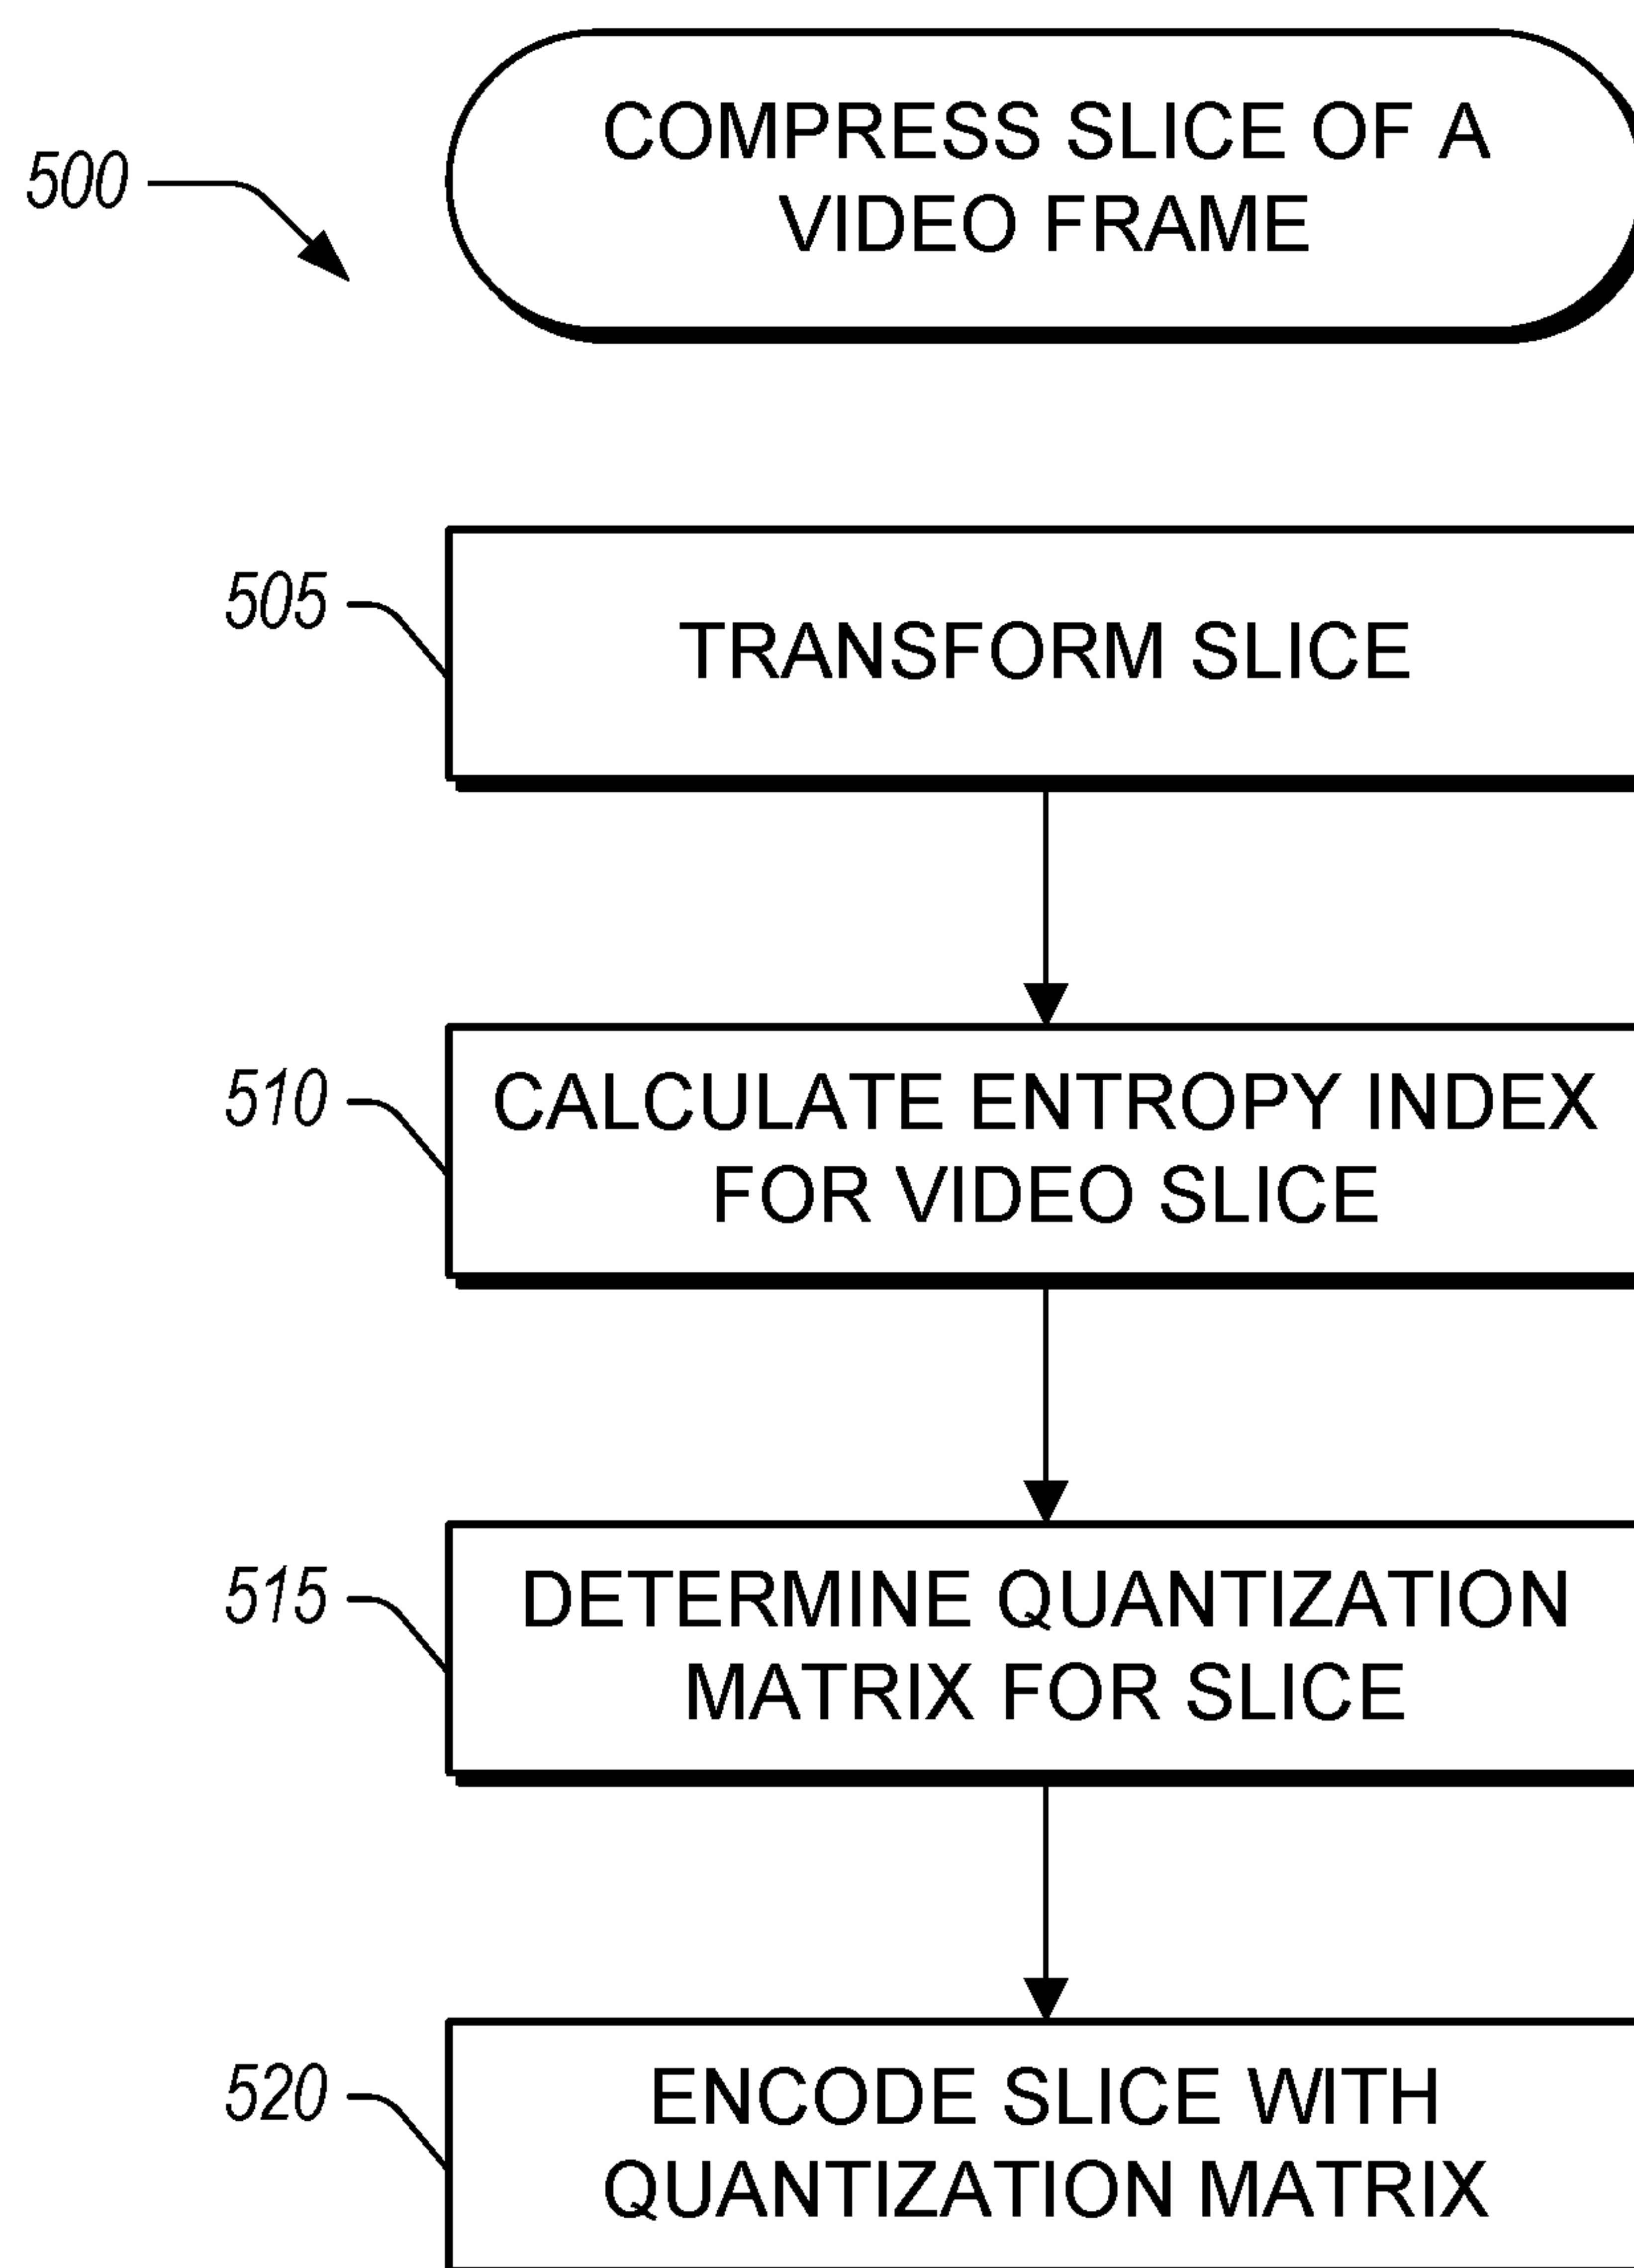 500
COMPRESS SLICE OF A
VIDEO FRAME
505
TRANSFORM SLICE
510
CALCULATE ENTROPY INDEX
FOR VIDEO SLICE
515
DETERMINE QUANTIZATION
MATRIX FOR SLICE
520
ENCODE SLICE WITH
QUANTIZATION MATRIX